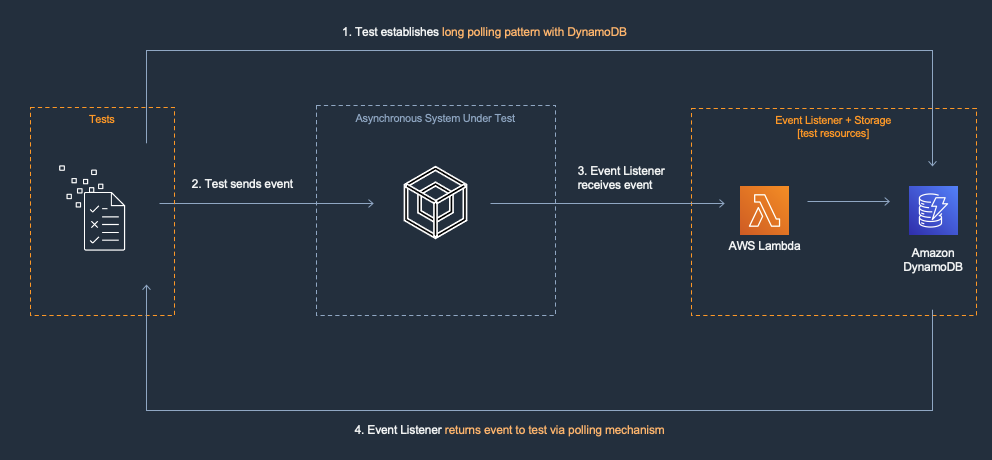 1. Test establishes long polling pattern with DynamoDB
Tests
Asynchronous System Under Test
Event Listener + Storage
[test resources]
2. Test sends event
3. Event Listener
receives event
AWS Lambda
Amazon
DynamoDB
4. Event Listener returns event to test via polling mechanism